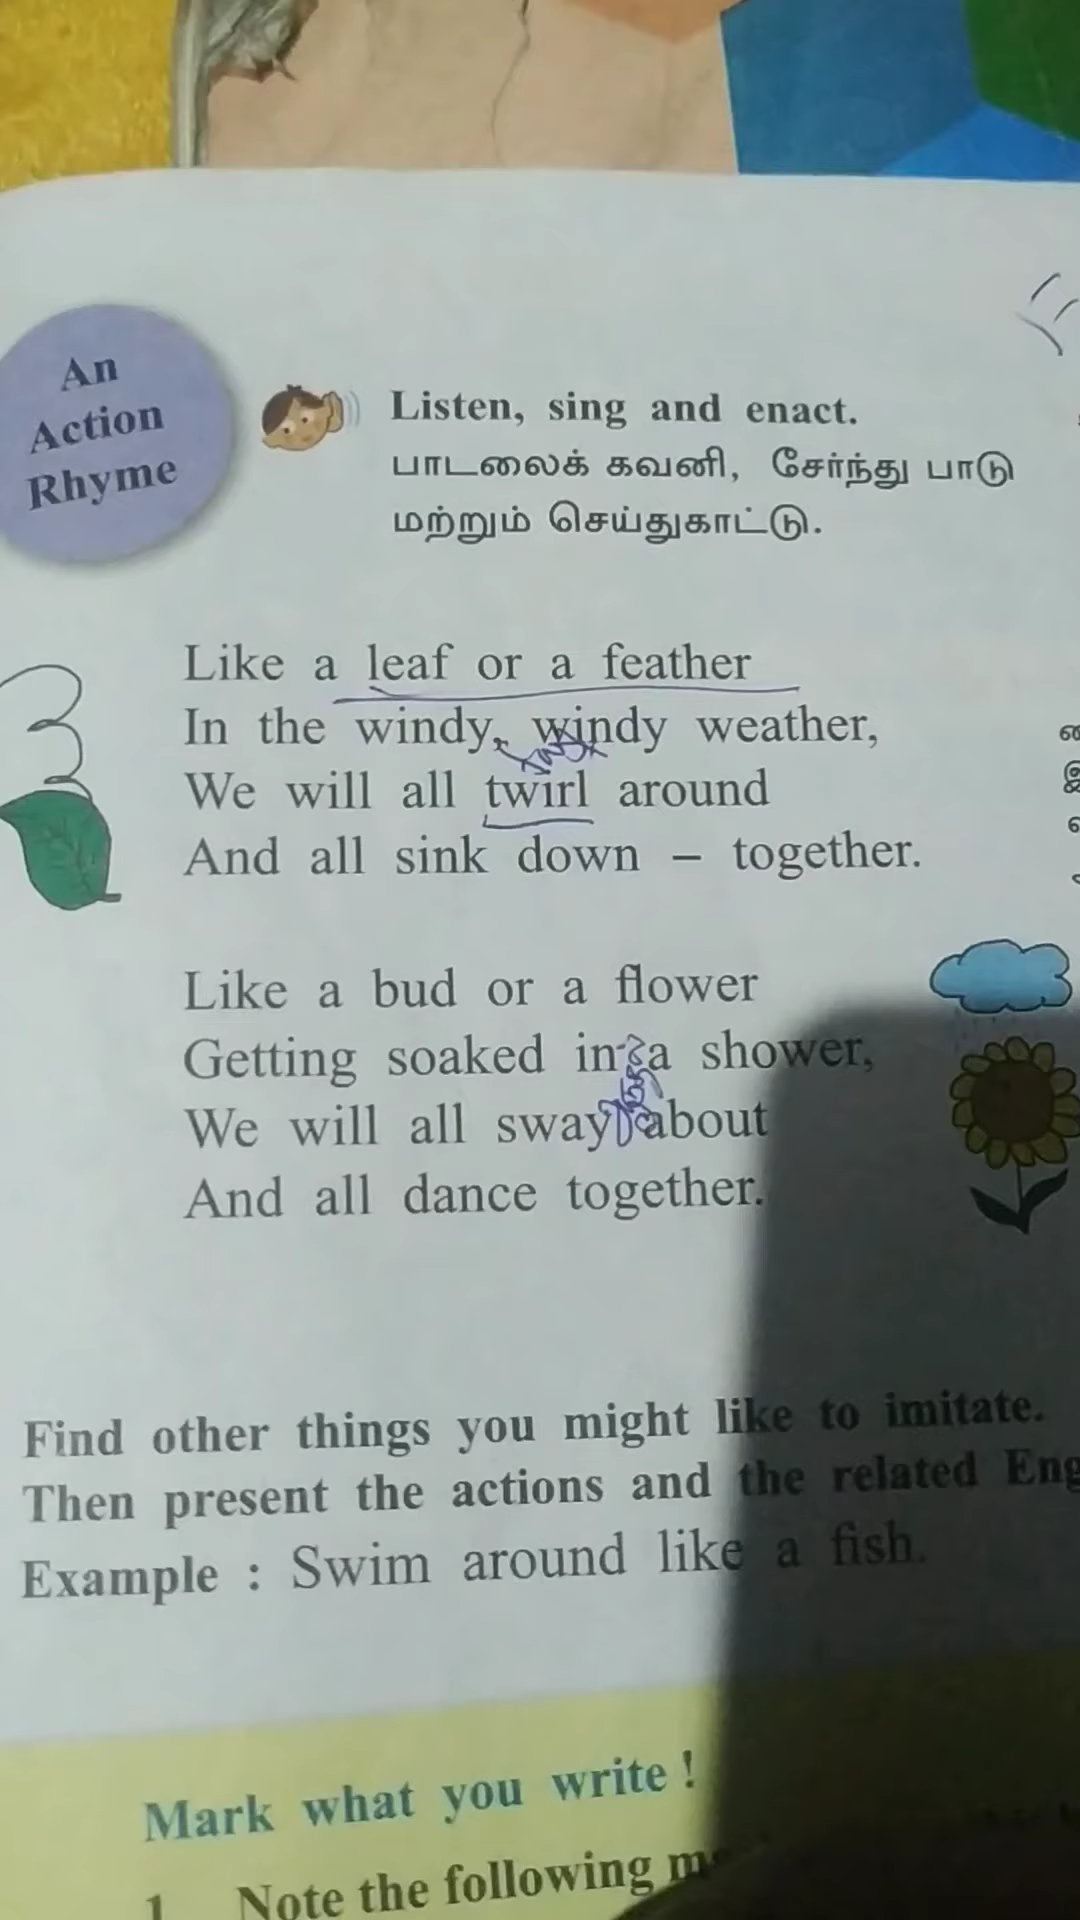 An
Action
Rhyme
Listen, sing and enact.
பாடலைக் கவனி, சேர்ந்து பாடு
மற்றும் செய்துகாட்டு.
Like a leaf or a feather
In the windy, windy weather,
We will all twirl around
And all sink down – together.
Like a bud or a flower
Getting soaked in a shower,
We will all sway about
And all dance together.
Find other things you might like to imitate.
Then present the actions and the related
Example : Swim around like a fish.
Mark what you write !
1 Note the following